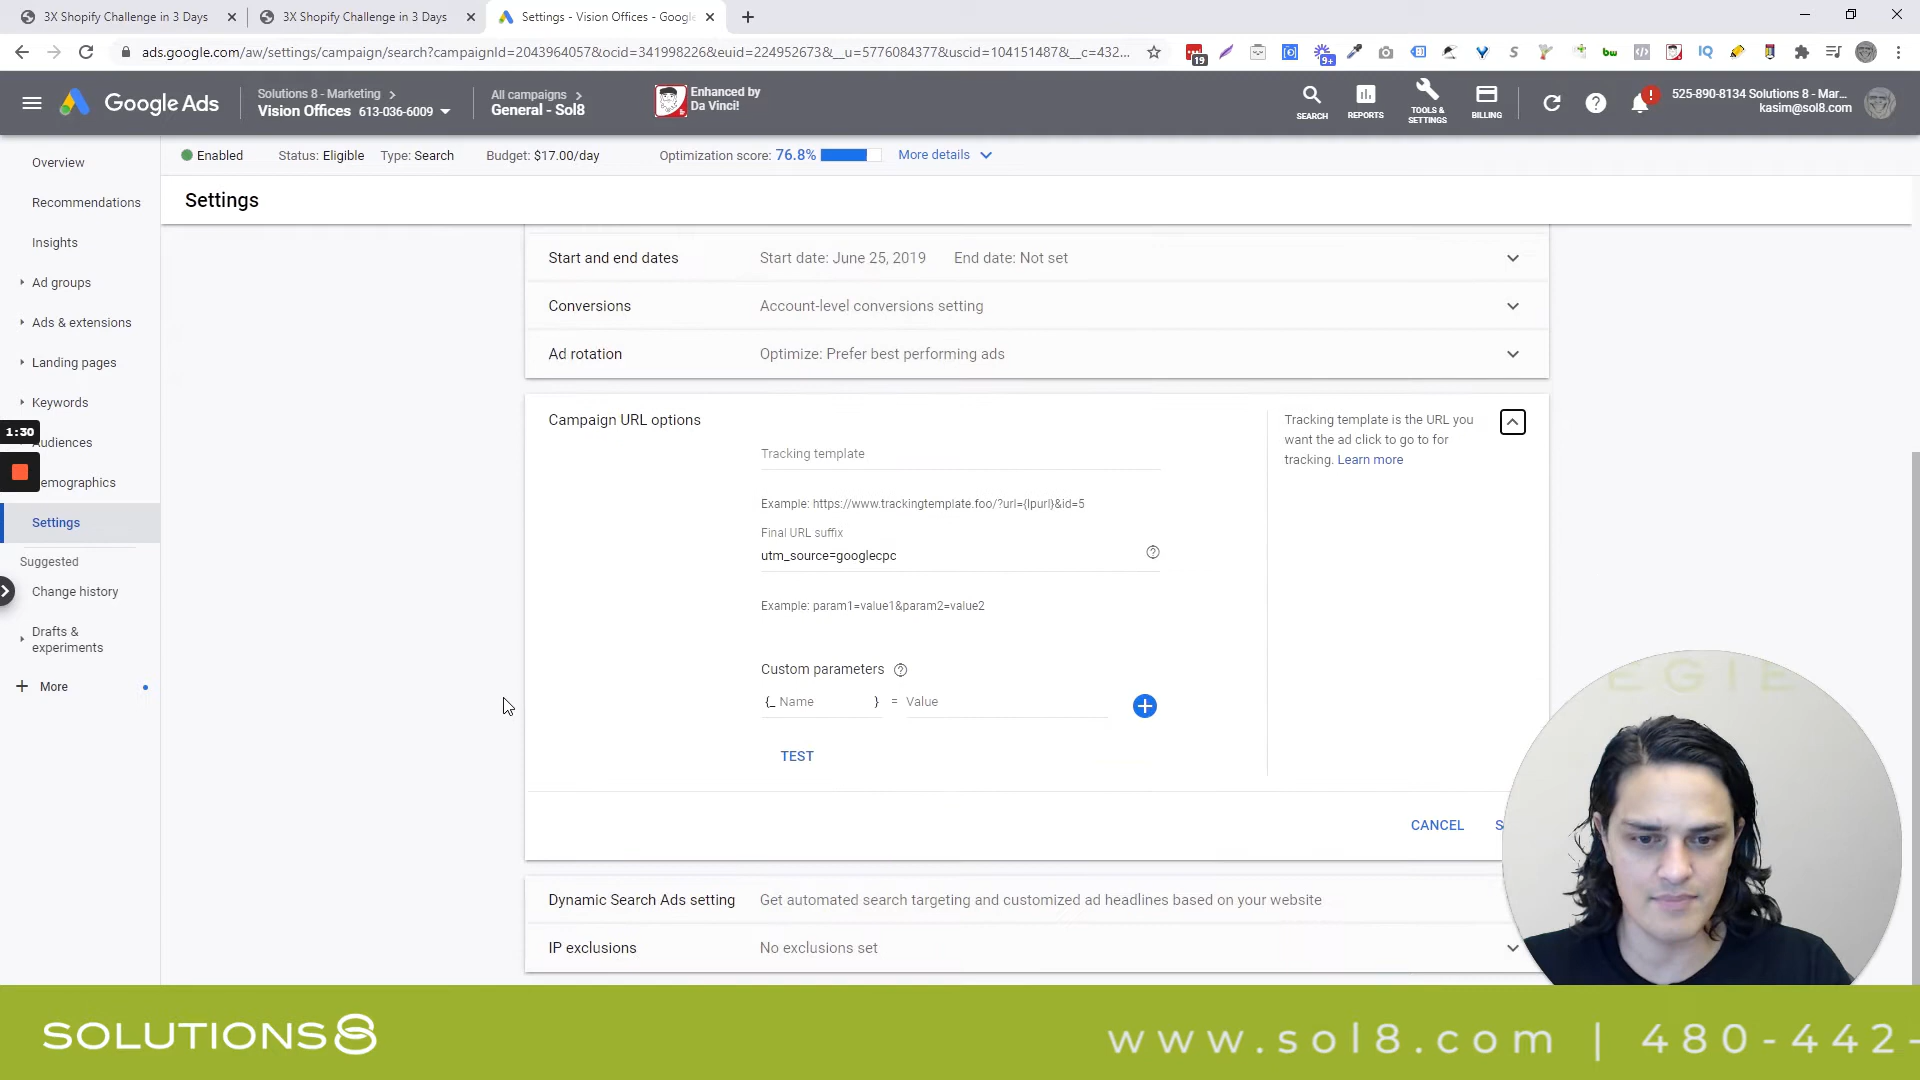 3X Shopify Challenge in 3 Days
3X Shopify Challenge in 3 Days
Settings - Vision Offices - Google
ads.google.com/aw/settings/campaign/search?campaignId=2043964057&ocid=341998226&euid=224952673&__u=5776084377&uscid=104151487&__c=432...
19
9+
S
bw
IQ
Google Ads
Solutions 8 - Marketing
Vision Offices 613-036-6009
All campaigns
General - Sol8
Enhanced by
Da Vinci!
SEARCH
REPORTS
TOOLS &
SETTINGS
BILLING
525-890-8134 Solutions 8 - Mar...
kasim@sol8.com
Enabled
Status: Eligible
Type: Search
Budget: $17.00/day
Optimization score: 76.8%
More details
Settings
Overview
Recommendations
Insights
Ad groups
Ads & extensions
Landing pages
Keywords
1:30
Audiences
Demographics
Settings
Suggested
Change history
Drafts &
experiments
More
Start and end dates
Start date: June 25, 2019
End date: Not set
Conversions
Account-level conversions setting
Ad rotation
Optimize: Prefer best performing ads
Campaign URL options
Tracking template
Example: https://www.trackingtemplate.foo/?url={lpurl}&id=5
Final URL suffix
utm_source=googlecpc
Example: param1=value1&param2=value2
Custom parameters
{_ Name } = Value
TEST
Tracking template is the URL you
want the ad click to go to for
tracking. Learn more
CANCEL
S
Dynamic Search Ads setting
Get automated search targeting and customized ad headlines based on your website
IP exclusions
No exclusions set
EGIE
SOLUTIONS8
www.sol8.com | 480-442-